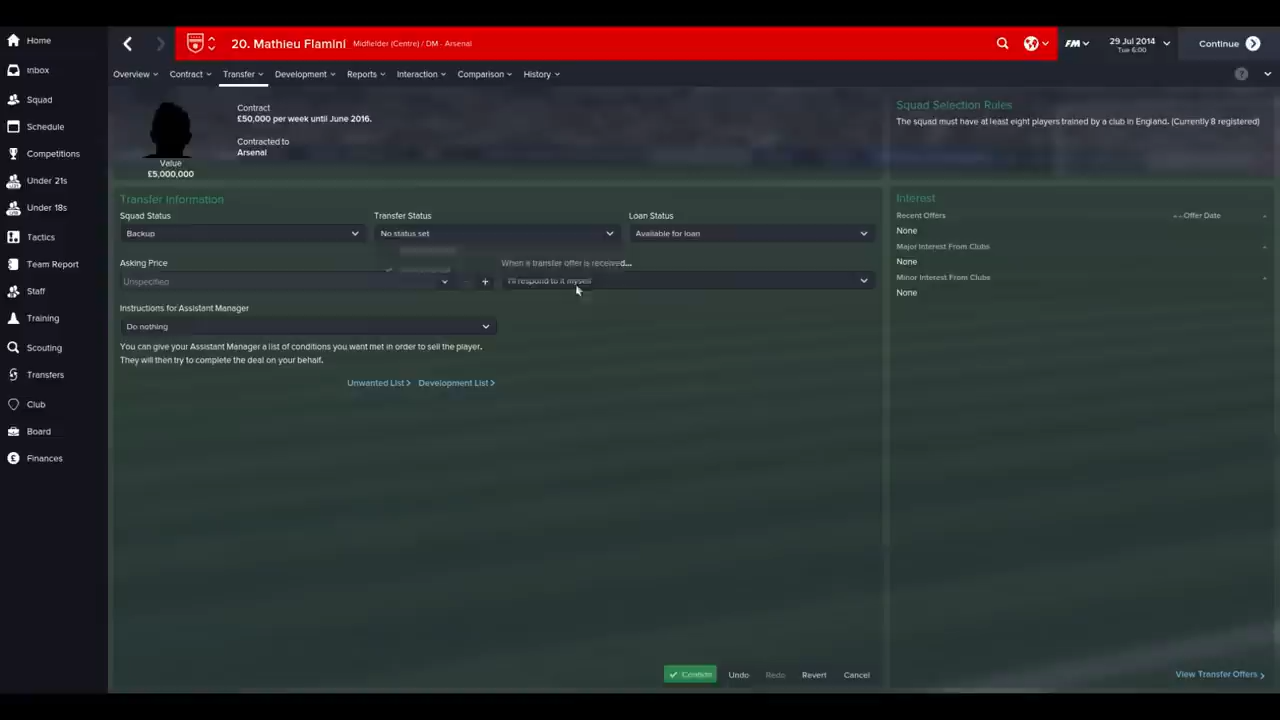 Home
20. Mathieu Flamini
Midfielder (Centre) / DM - Arsenal
FM
29 Jul 2014
Tue 6:00
Continue
Inbox
Overview
Contract
Transfer
Development
Reports
Interaction
Comparison
History
?
Squad
Schedule
Competitions
Under 21s
Under 18s
Tactics
Team Report
Staff
Training
Scouting
Transfers
Club
Board
Finances
Contract
£50,000 per week until June 2016.
Contracted to
Arsenal
Value
£5,000,000
Squad Selection Rules
The squad must have at least eight players trained by a club in England. (Currently 8 registered)
Transfer Information
Squad Status
Transfer Status
Loan Status
Backup
No status set
Available for loan
Asking Price
When a transfer offer is received...
Unspecified
I'll respond to it myself
Instructions for Assistant Manager
Do nothing
You can give your Assistant Manager a list of conditions you want met in order to sell the player.
They will then try to complete the deal on your behalf.
Unwanted List >
Development List >
Interest
Recent Offers
Offer Date
None
Major Interest From Clubs
None
Minor Interest From Clubs
None
Confirm
Undo
Redo
Revert
Cancel
View Transfer Offers >